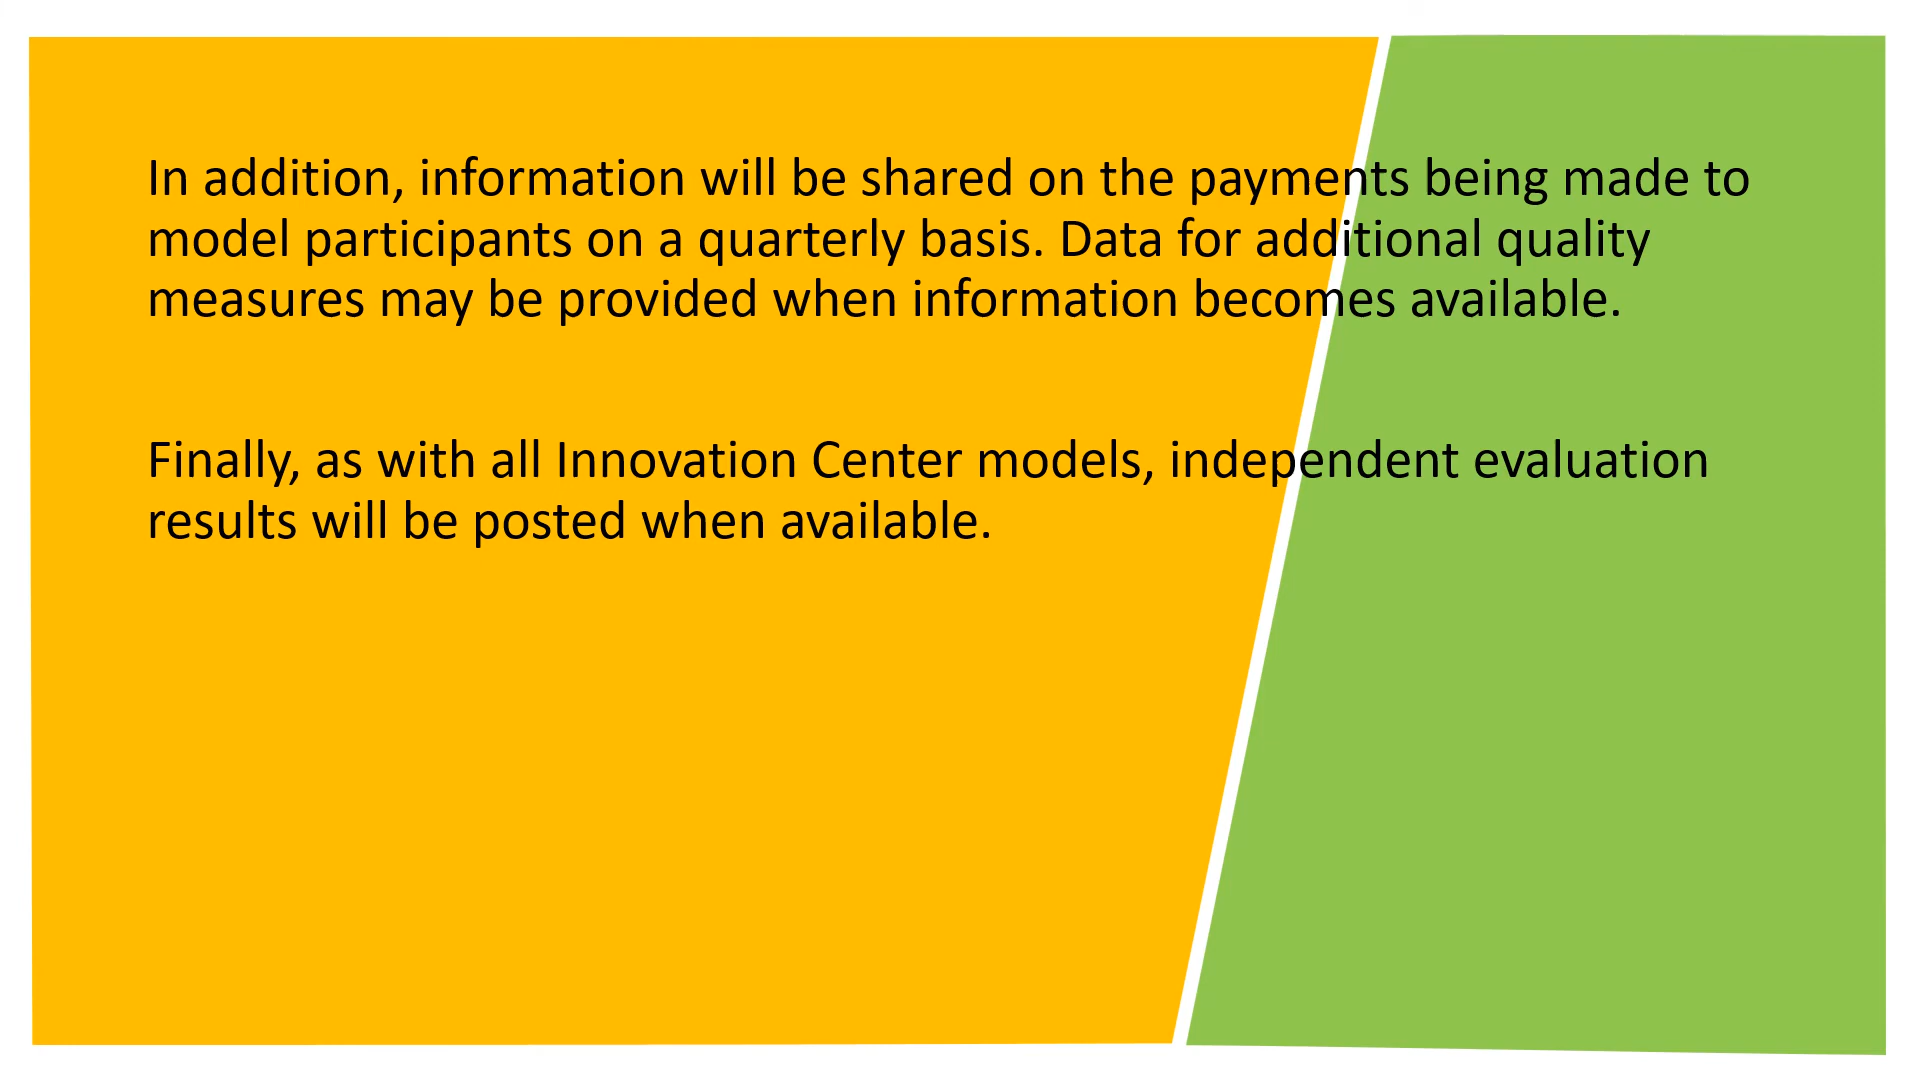 In addition, information will be shared on the payments being made to
model participants on a quarterly basis. Data for additional quality
measures may be provided when information becomes available.
Finally, as with all Innovation Center models, independent evaluation
results will be posted when available.